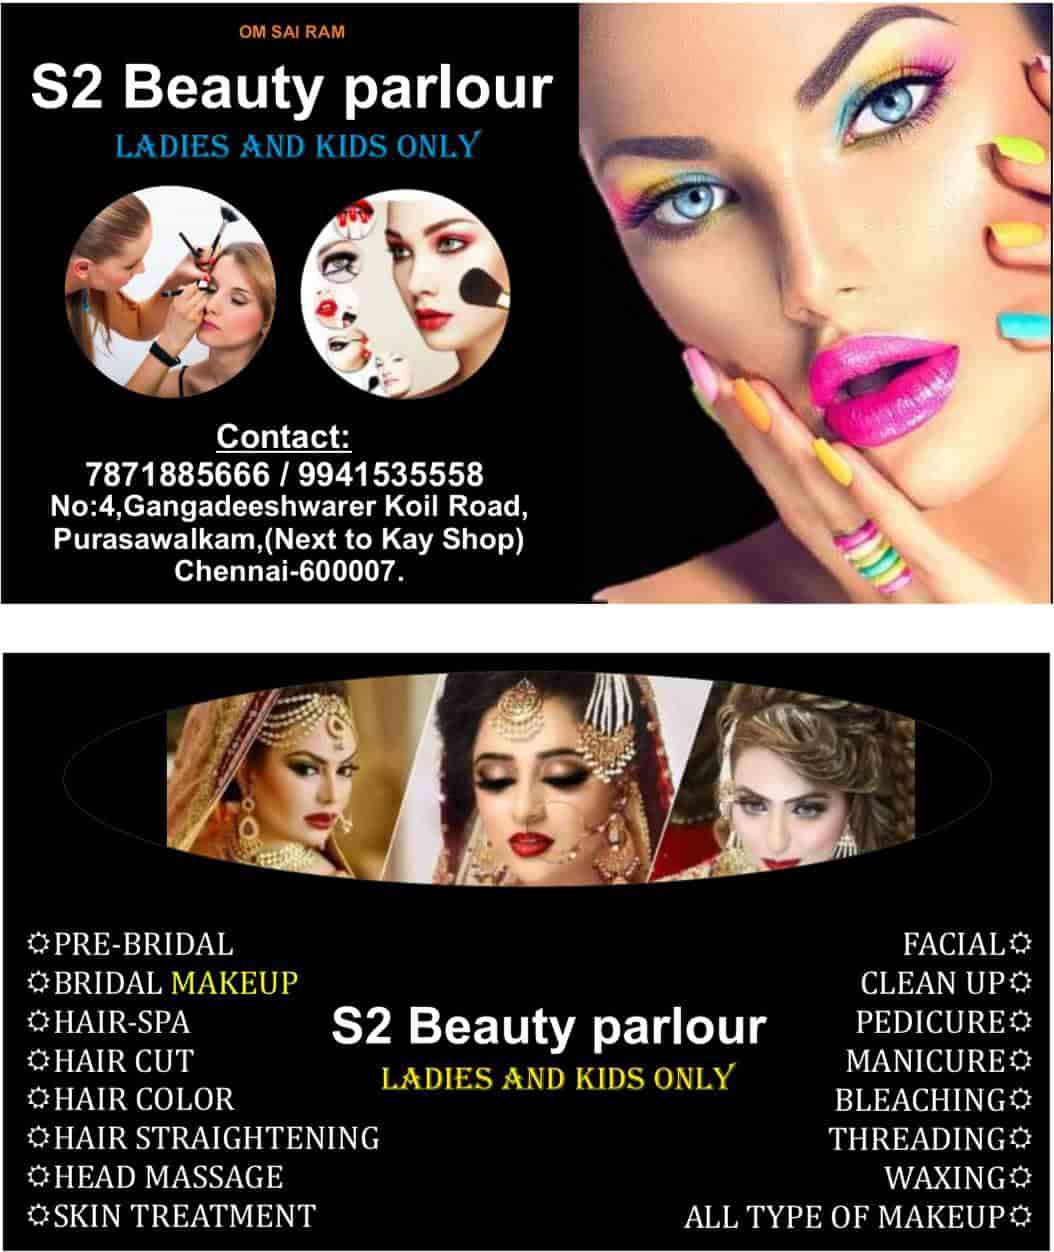 OM SAI RAM
S2 Beauty parlour
LADIES AND KIDS ONLY
Contact:
7871885666 / 9941535558
No:4,Gangadeeshwarer Koil Road,
Purasawalkam,(Next to Kay Shop)
Chennai-600007.
PRE-BRIDAL
BRIDAL MAKEUP
HAIR-SPA
HAIR CUT
HAIR COLOR
HAIR STRAIGHTENING
HEAD MASSAGE
SKIN TREATMENT
S2 Beauty parlour
LADIES AND KIDS ONLY
FACIAL
CLEAN UP
PEDICURE
MANICURE
BLEACHING
THREADING
WAXING
ALL TYPE OF MAKEUP